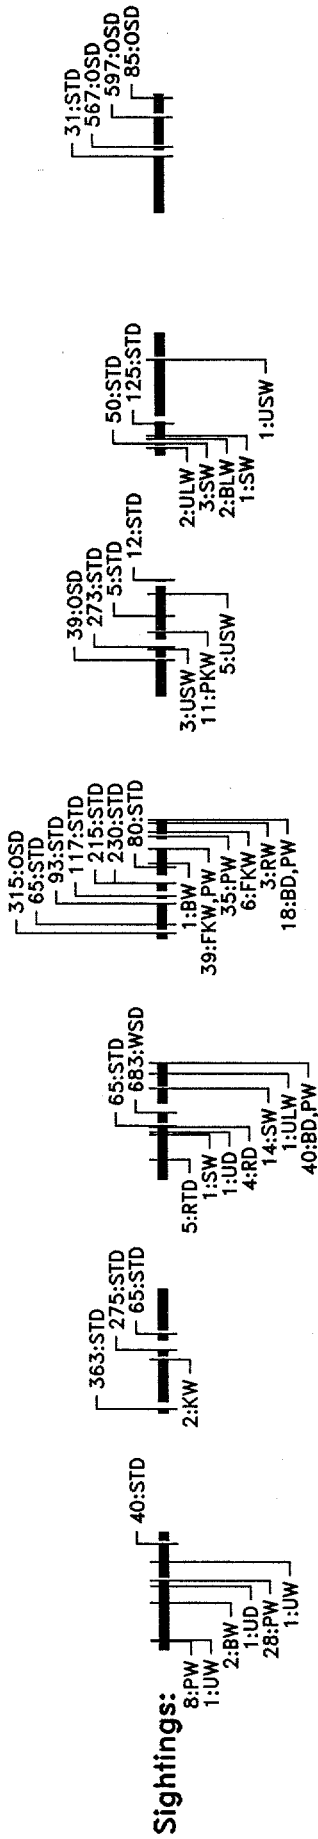 Sightings:
8:PW
1:UW
2:BW
1:UD
28:PW
1:UW
40:STD
363:STD
275:STD
65:STD
2:KW
65:STD
683:WSD
5:RTD
1:SW
1:UD
4:RD
14:SW
1:ULW
40:BD,PW
315:OSD
65:STD
93:STD
117:STD
215:STD
230:STD
80:STD
1:BW
39:FKW,PW
35:PW
6:FKW
3:RW
18:BD,PW
39:OSD
273:STD
5:STD
12:STD
3:USW
11:PKW
5:USW
50:STD
125:STD
2:ULW
3:SW
2:BLW
1:SW
1:USW
31:STD
567:OSD
597:OSD
85:OSD